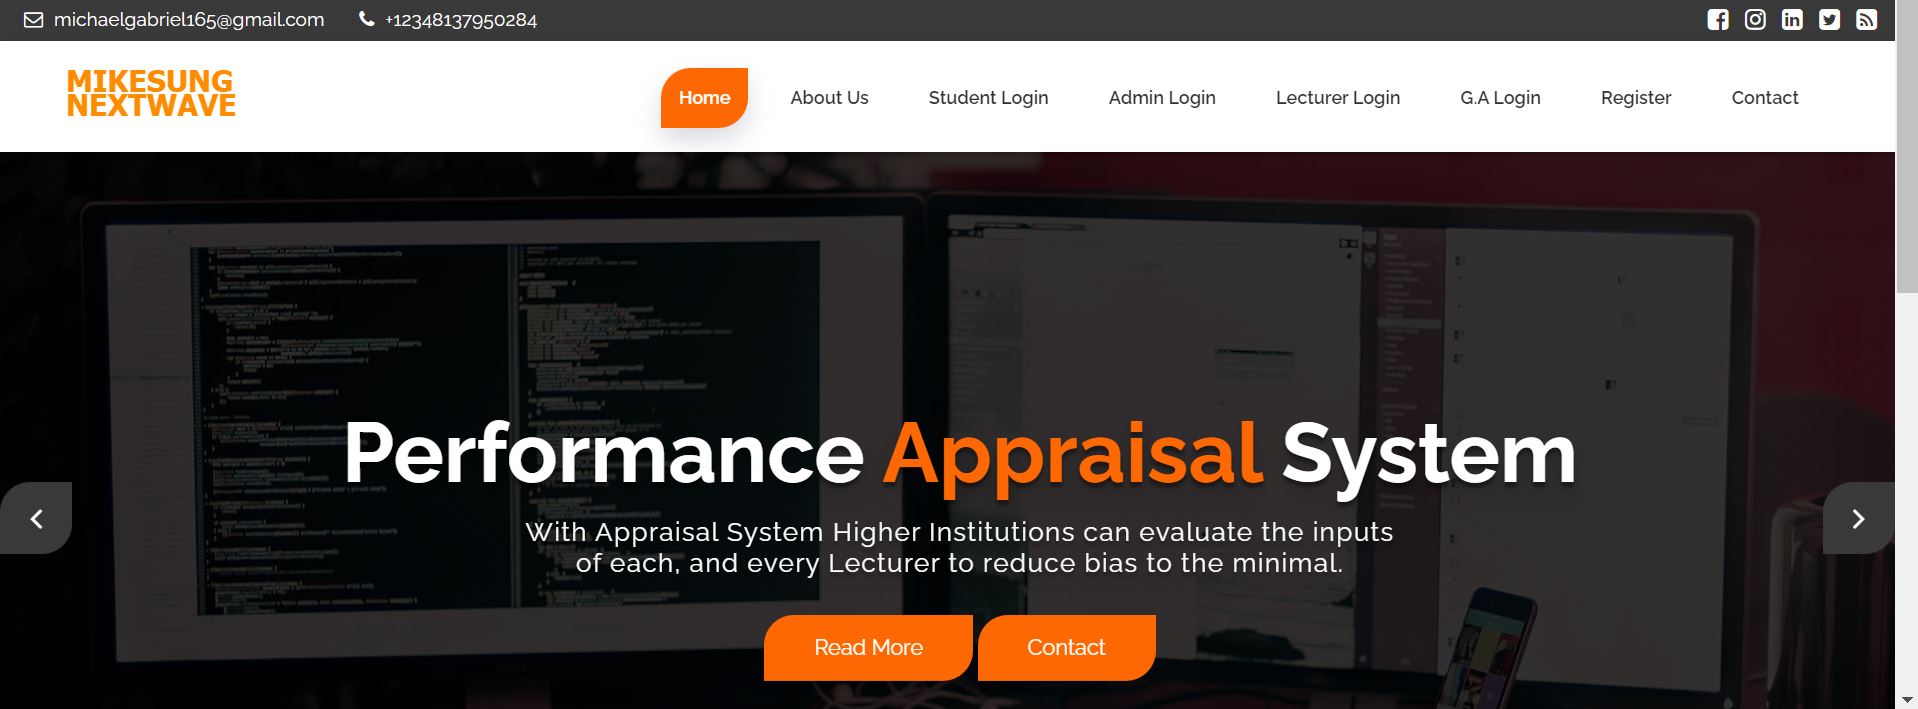 michaelgabriel165@gmail.com +12348137950284
MIKESUNG
NEXTWAVE
Home About Us Student Login Admin Login Lecturer Login G.A Login Register Contact
Performance Appraisal System
With Appraisal System Higher Institutions can evaluate the inputs
of each, and every Lecturer to reduce bias to the minimal.
Read More Contact